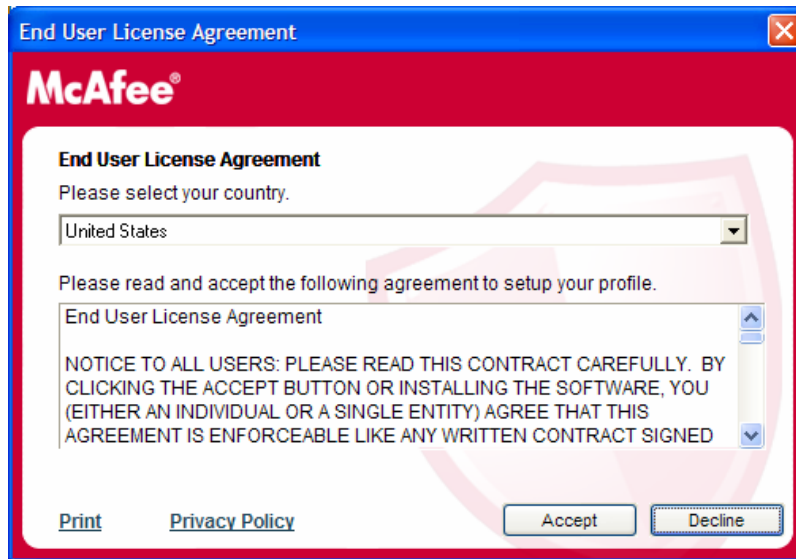 End User License Agreement
McAfee®
End User License Agreement
Please select your country.
United States
Please read and accept the following agreement to setup your profile.
End User License Agreement
NOTICE TO ALL USERS: PLEASE READ THIS CONTRACT CAREFULLY. BY
CLICKING THE ACCEPT BUTTON OR INSTALLING THE SOFTWARE, YOU
(EITHER AN INDIVIDUAL OR A SINGLE ENTITY) AGREE THAT THIS
AGREEMENT IS ENFORCEABLE LIKE ANY WRITTEN CONTRACT SIGNED
Print Privacy Policy Accept Decline